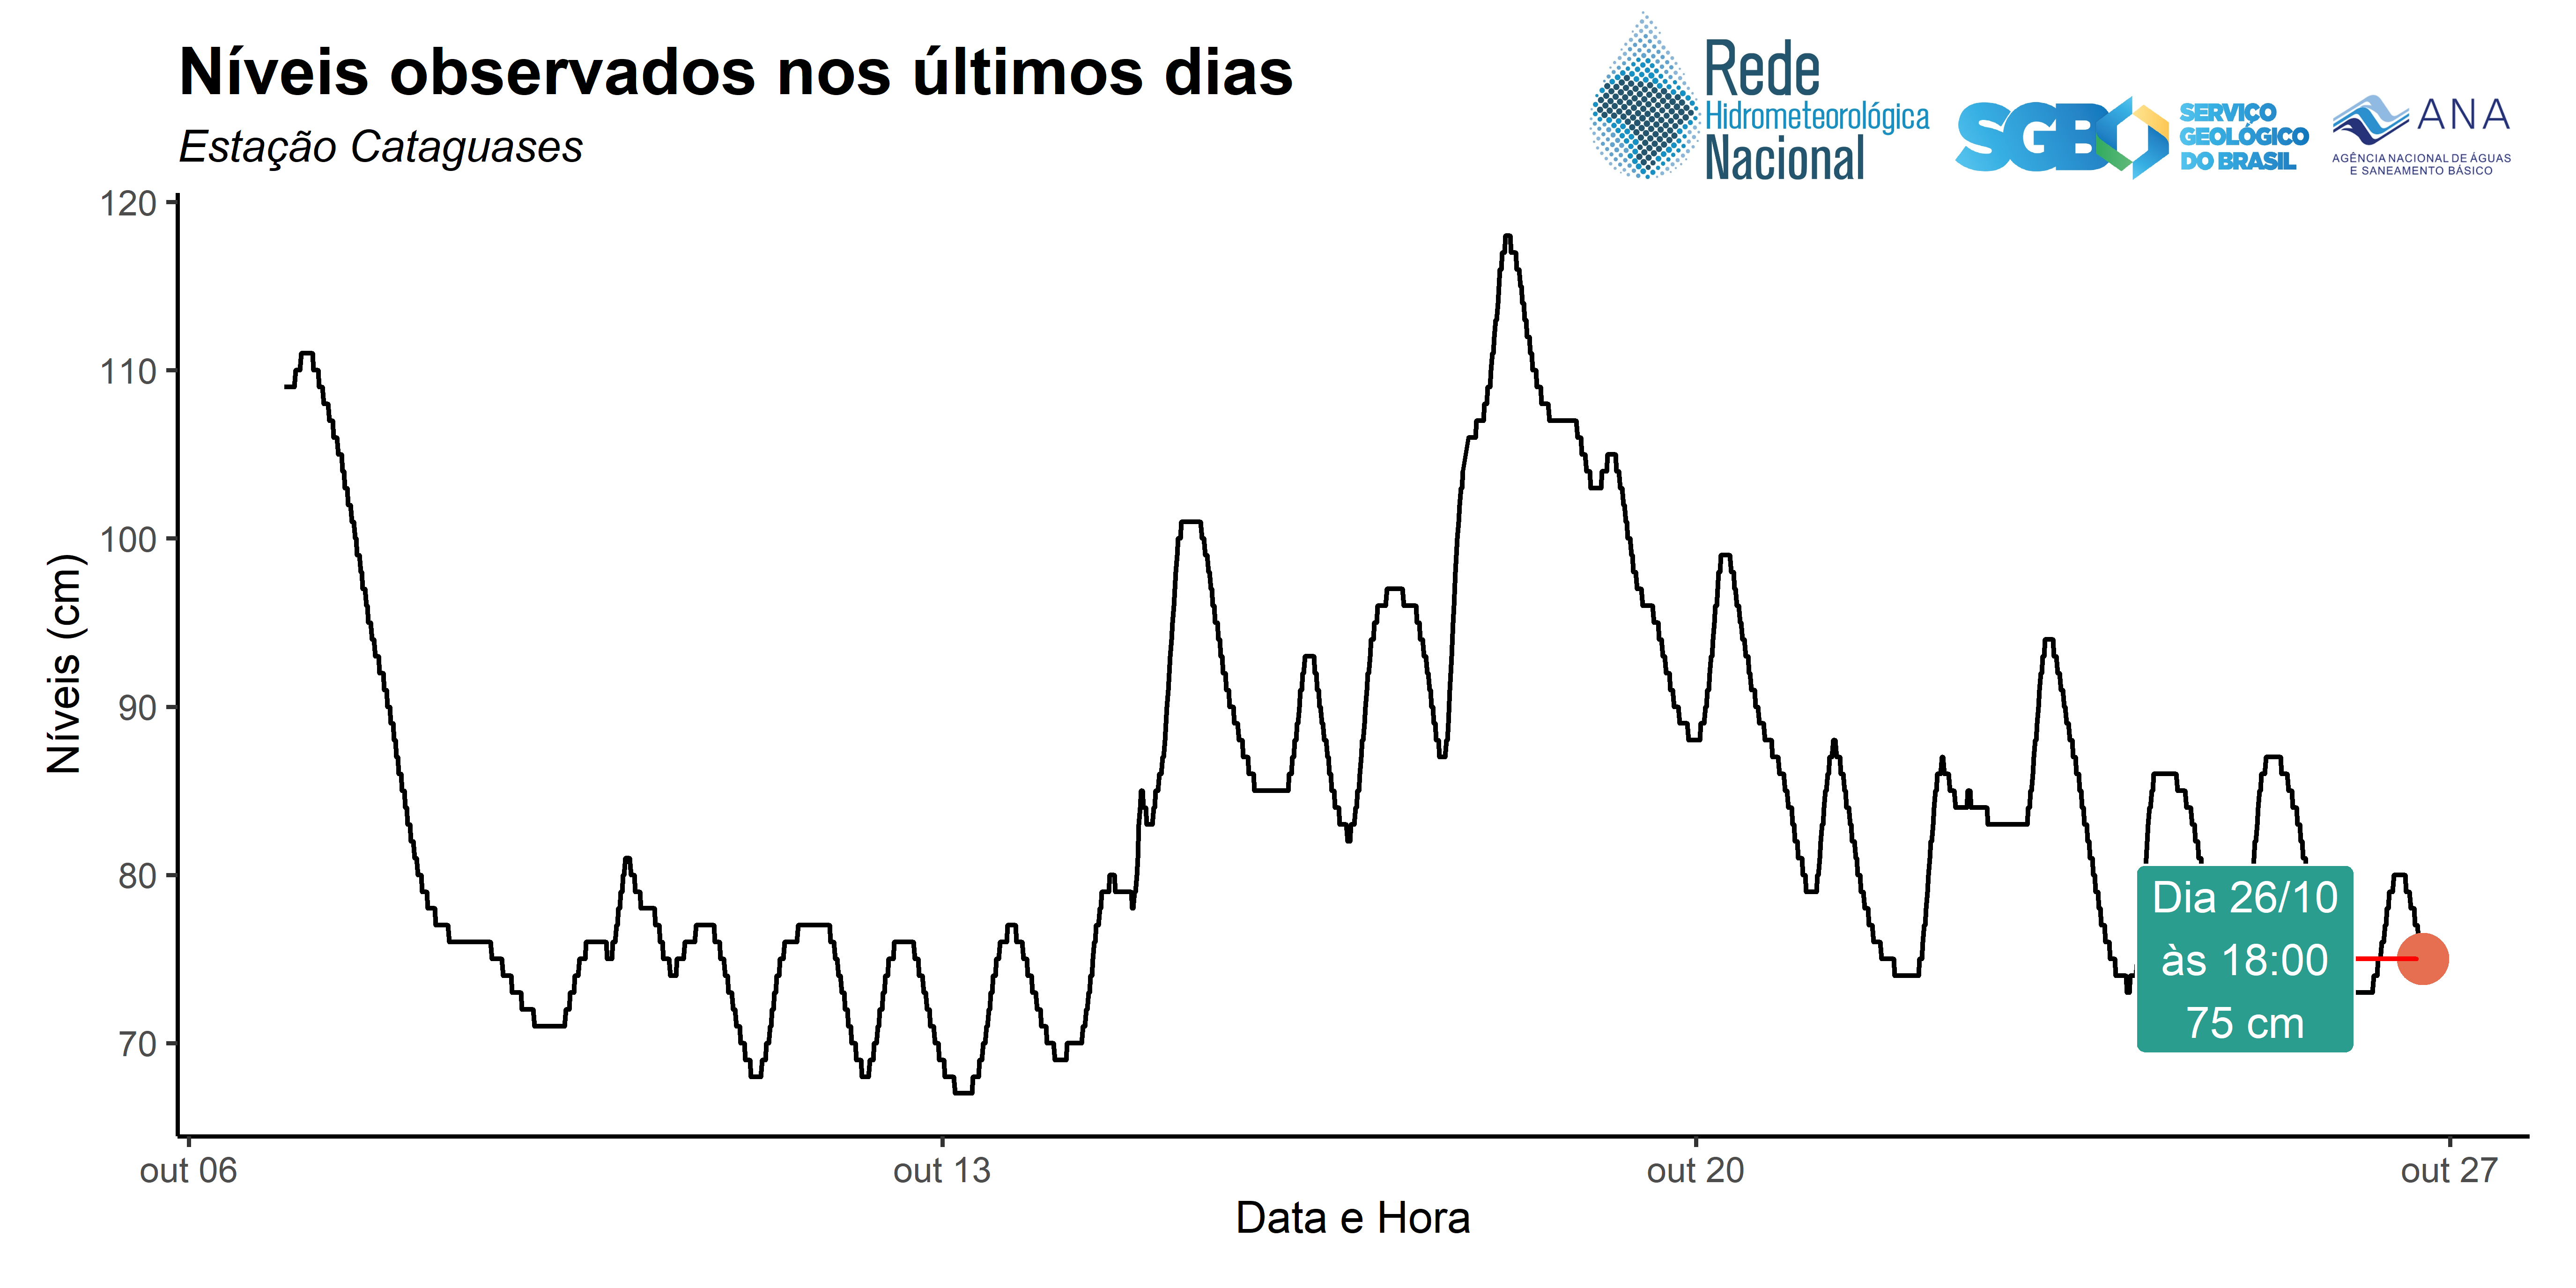 Níveis observados nos últimos dias
Estação Cataguases
Rede
Hidrometeorológica
Nacional
SGB
SERVIÇO
GEOLÓGICO
DO BRASIL
ANA
AGÊNCIA NACIONAL DE ÁGUAS
E SANEAMENTO BÁSICO
Níveis (cm)
120
110
100
90
80
70
Dia 26/10
às 18:00
75 cm
out 06
out 13
out 20
out 27
Data e Hora